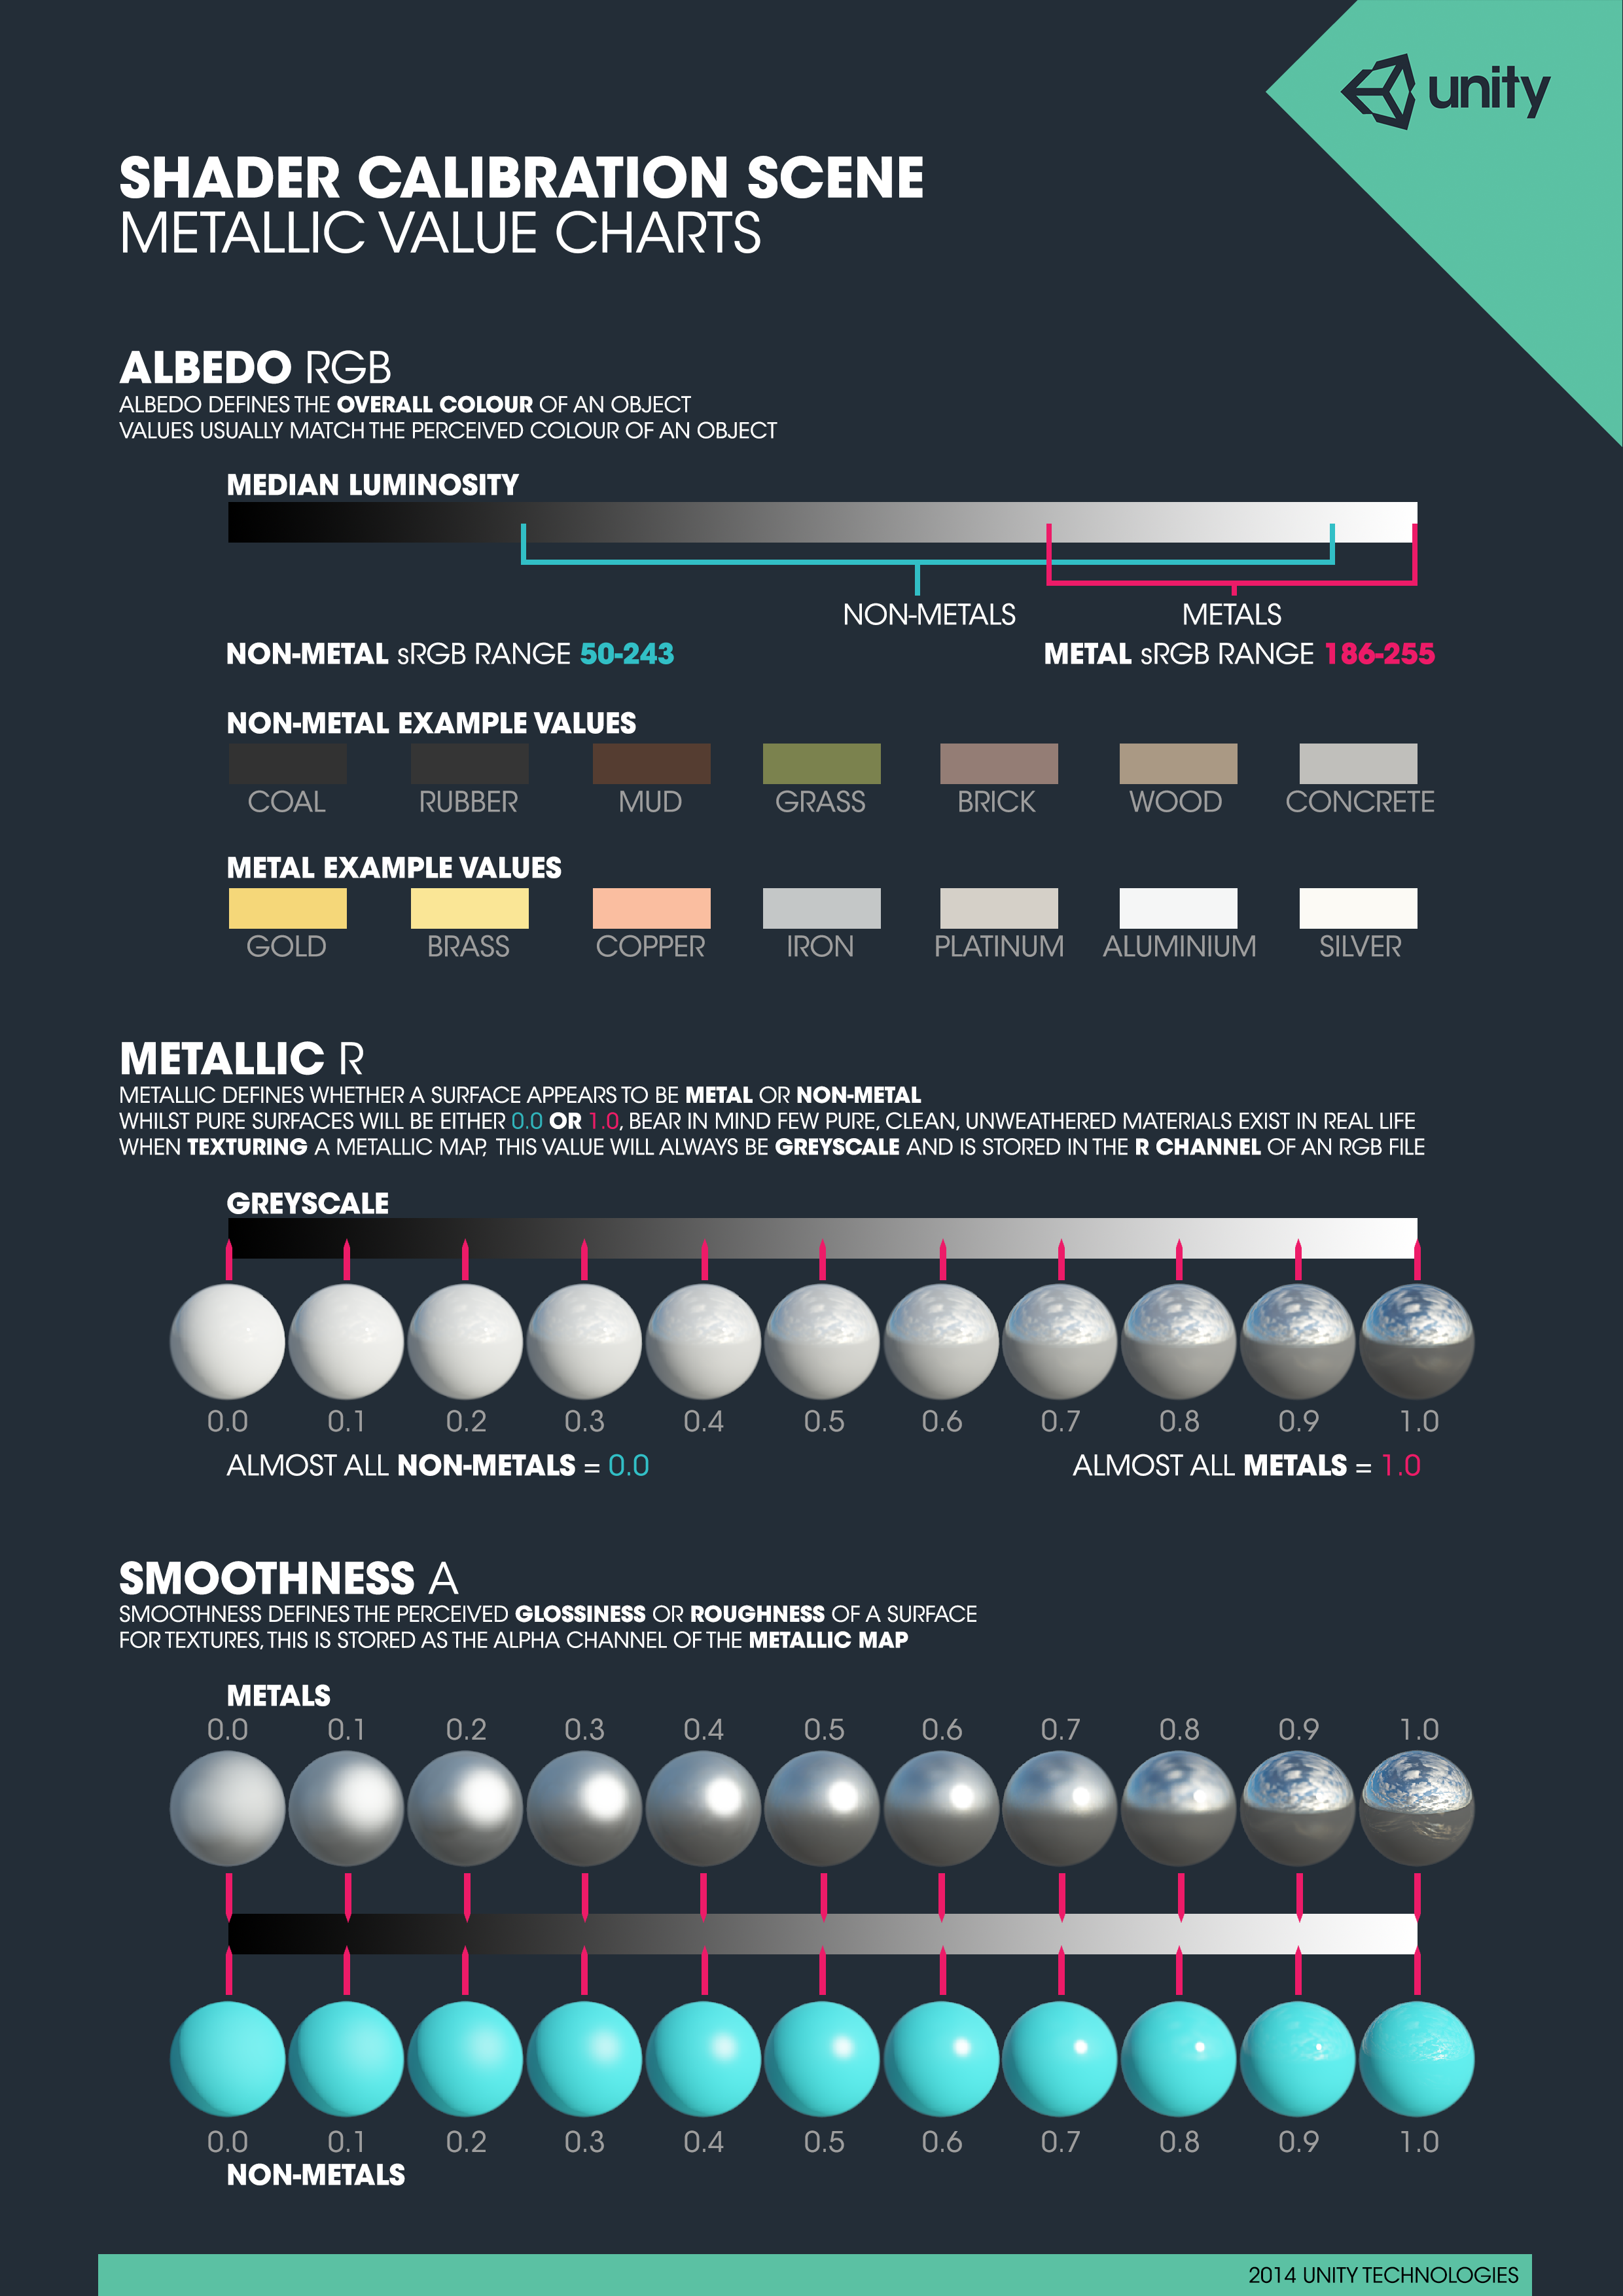 unity
SHADER CALIBRATION SCENE
METALLIC VALUE CHARTS
ALBEDO RGB
ALBEDO DEFINES THE OVERALL COLOUR OF AN OBJECT
VALUES USUALLY MATCH THE PERCEIVED COLOUR OF AN OBJECT
MEDIAN LUMINOSITY
NON-METALS METALS
NON-METAL sRGB RANGE 50-243 METAL sRGB RANGE 186-255
NON-METAL EXAMPLE VALUES
COAL RUBBER MUD GRASS BRICK WOOD CONCRETE
METAL EXAMPLE VALUES
GOLD BRASS COPPER IRON PLATINUM ALUMINIUM SILVER
METALLIC R
METALLIC DEFINES WHETHER A SURFACE APPEARS TO BE METAL OR NON-METAL
WHILST PURE SURFACES WILL BE EITHER 0.0 OR 1.0, BEAR IN MIND FEW PURE, CLEAN, UNWEATHERED MATERIALS EXIST IN REAL LIFE
WHEN TEXTURING A METALLIC MAP, THIS VALUE WILL ALWAYS BE GREYSCALE AND IS STORED IN THE R CHANNEL OF AN RGB FILE
GREYSCALE
0.0 0.1 0.2 0.3 0.4 0.5 0.6 0.7 0.8 0.9 1.0
ALMOST ALL NON-METALS = 0.0 ALMOST ALL METALS = 1.0
SMOOTHNESS A
SMOOTHNESS DEFINES THE PERCEIVED GLOSSINESS OR ROUGHNESS OF A SURFACE
FOR TEXTURES, THIS IS STORED AS THE ALPHA CHANNEL OF THE METALLIC MAP
METALS
0.0 0.1 0.2 0.3 0.4 0.5 0.6 0.7 0.8 0.9 1.0
0.0 0.1 0.2 0.3 0.4 0.5 0.6 0.7 0.8 0.9 1.0
NON-METALS
2014 UNITY TECHNOLOGIES